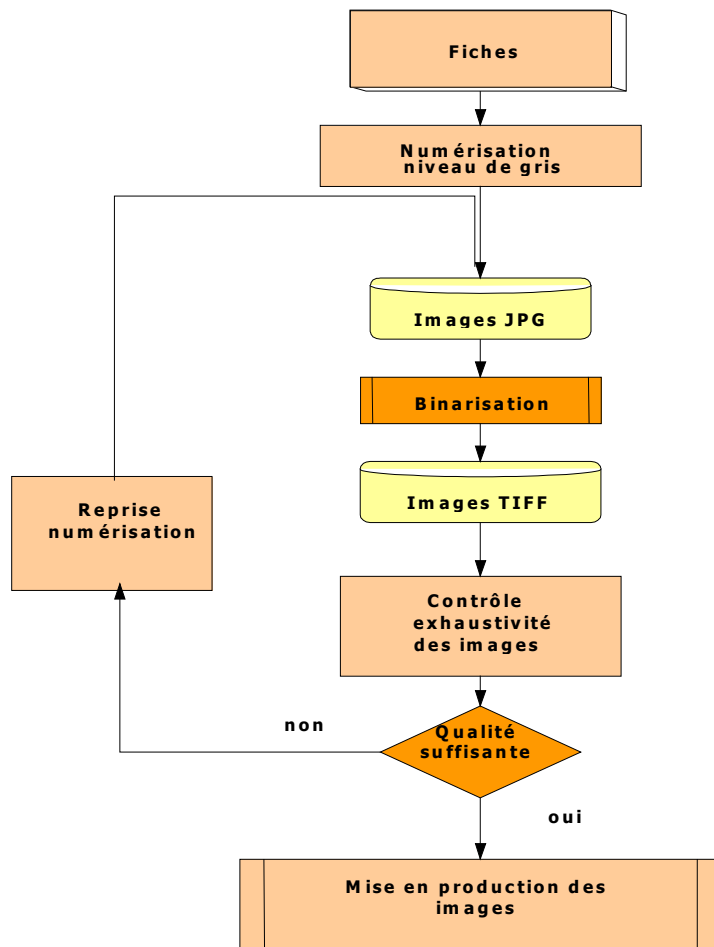 Fiches
Numérisation
niveau de gris
Images JPG
Binarisation
Images TIFF
Reprise
numérisation
Contrôle
exhaustivité
des images
non
Qualité
suffisante
oui
Mise en production des
images